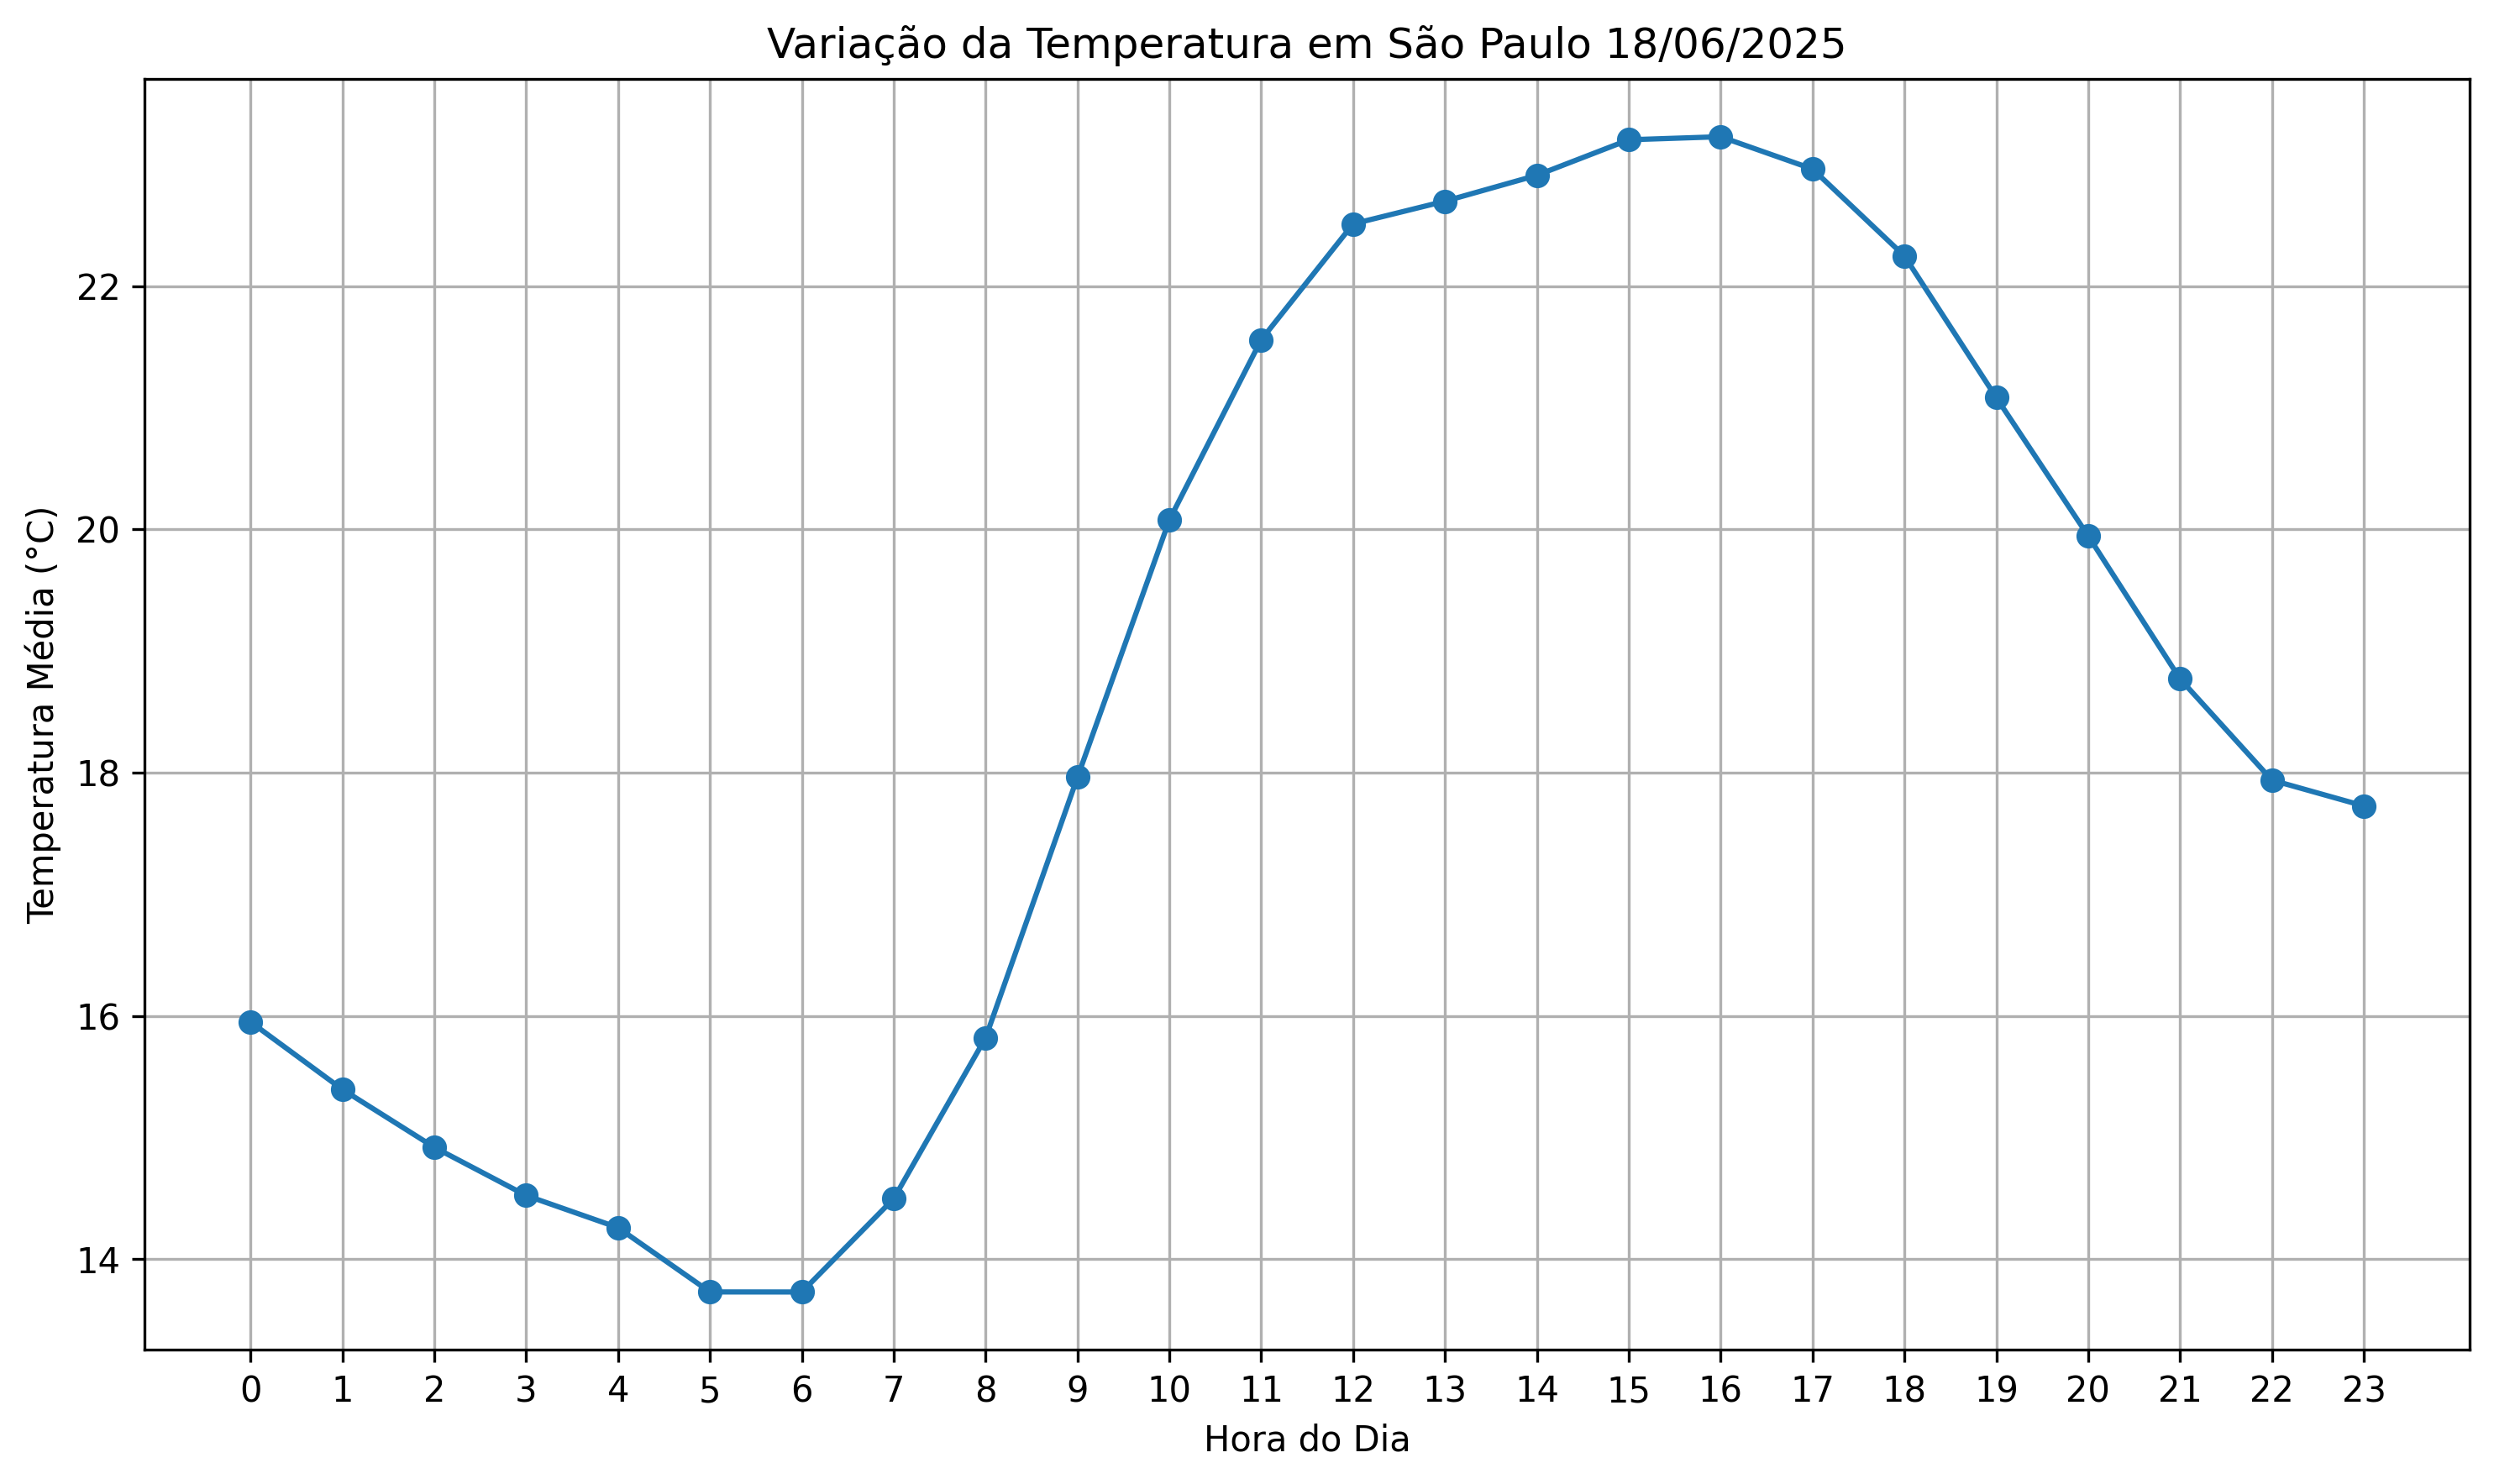 Variação da Temperatura em São Paulo 18/06/2025
Temperatura Média (°C)
22
20
18
16
14
0 1 2 3 4 5 6 7 8 9 10 11 12 13 14 15 16 17 18 19 20 21 22 23
Hora do Dia